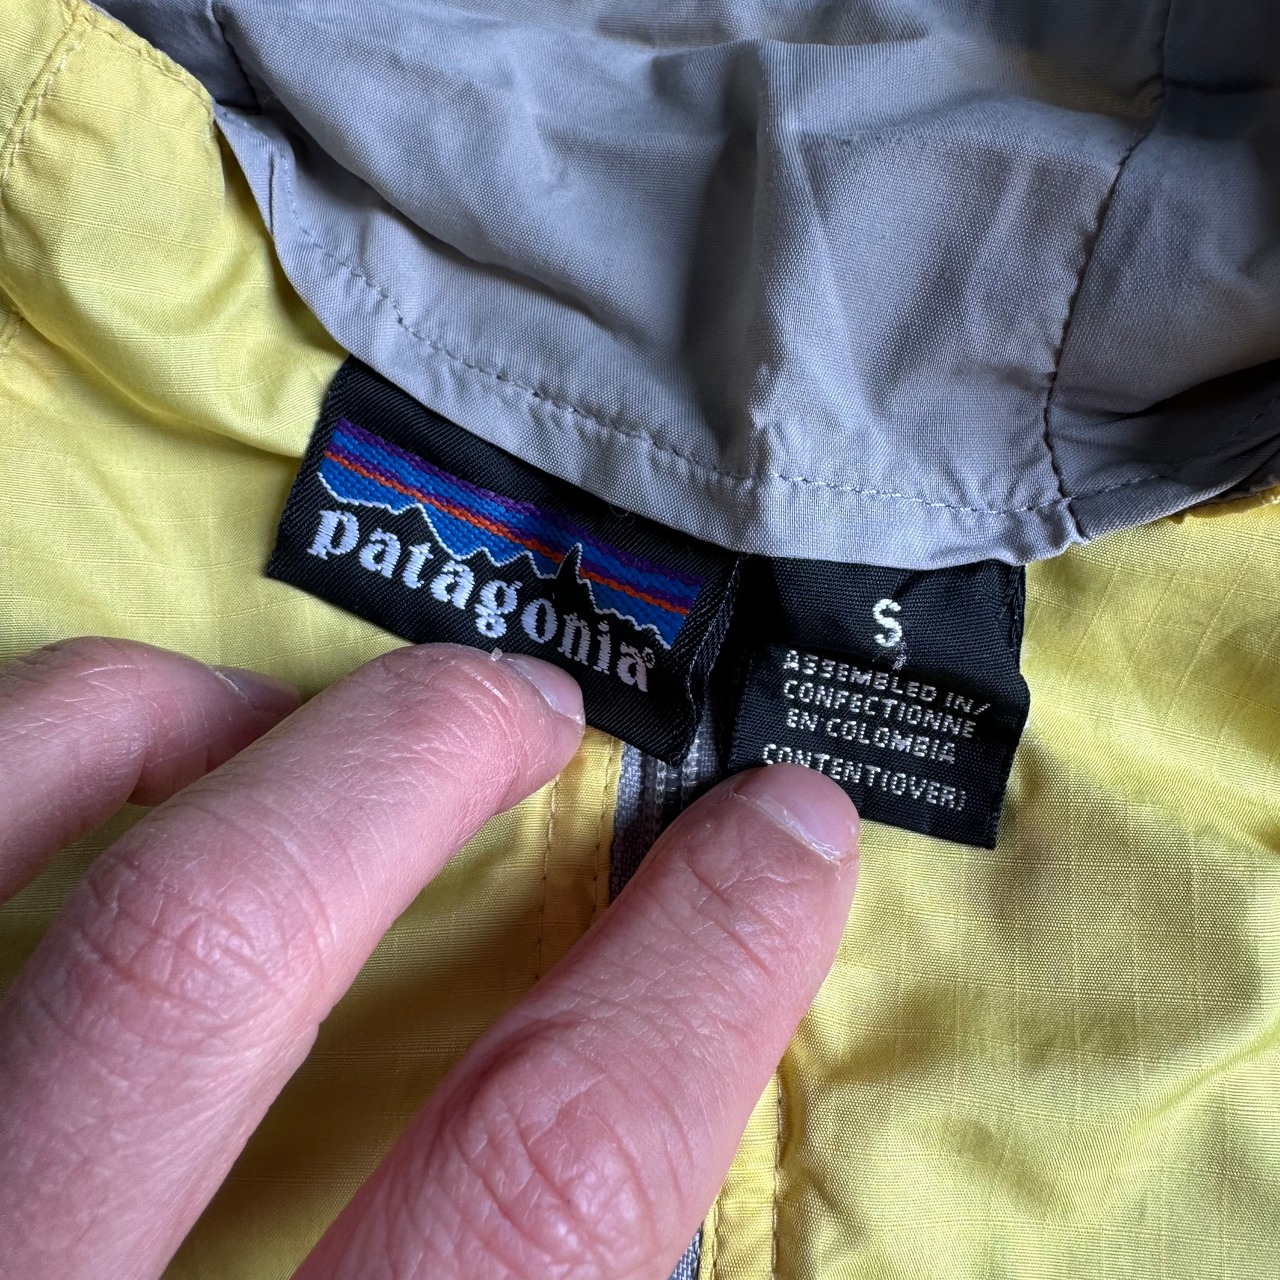 patagonia®
S
ASSEMBLED IN/
CONFECTIONNE
EN COLOMBIA
CONTENT(OVER)